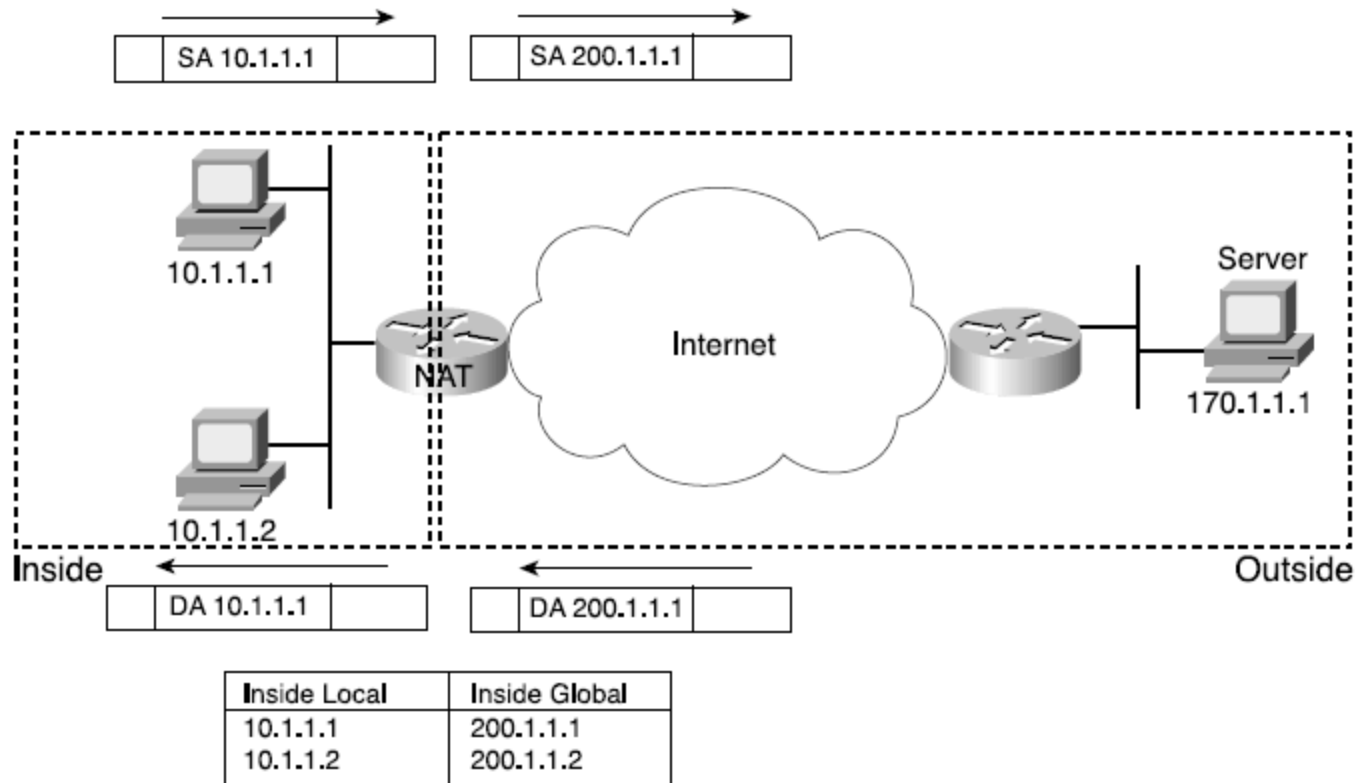 SA 10.1.1.1
SA 200.1.1.1
10.1.1.1
Server
Internet
NAT
170.1.1.1
10.1.1.2
Inside
Outside
DA 10.1.1.1
DA 200.1.1.1
Inside Local Inside Global
10.1.1.1 200.1.1.1
10.1.1.2 200.1.1.2